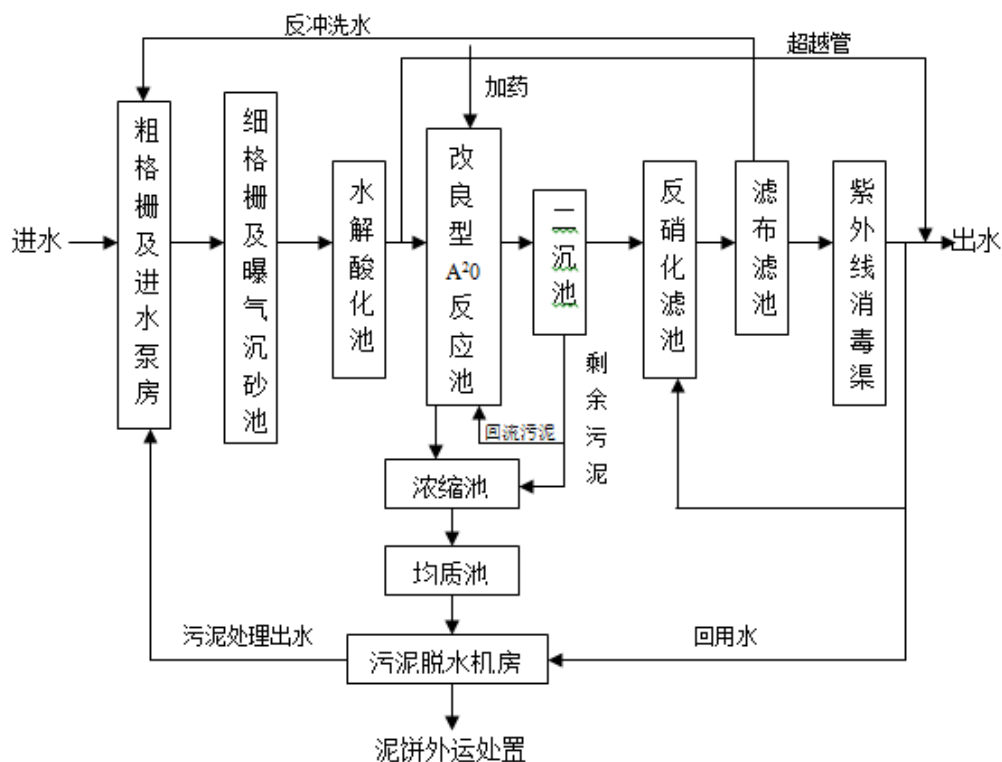 反冲洗水
超越管
加药
进水
粗格栅及进水泵房
细格栅及曝气沉砂池
水解酸化池
改良型A²0反应池
二沉池
反硝化滤池
滤布滤池
紫外线消毒渠
出水
剩余污泥
回流污泥
浓缩池
均质池
污泥处理出水
污泥脱水机房
回用水
泥饼外运处置